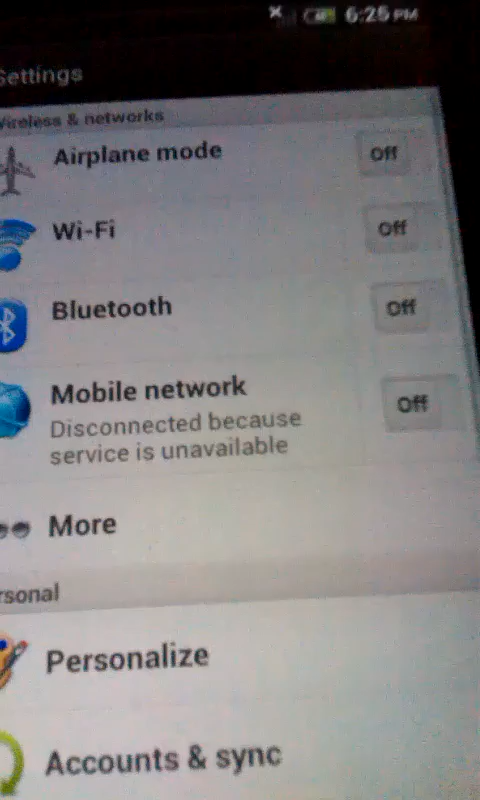 6:25 PM
Settings
Wireless & networks
Airplane mode
Off
Wi-Fi
Off
Bluetooth
Off
Mobile network
Off
Disconnected because
service is unavailable
More
rsonal
Personalize
Accounts & sync